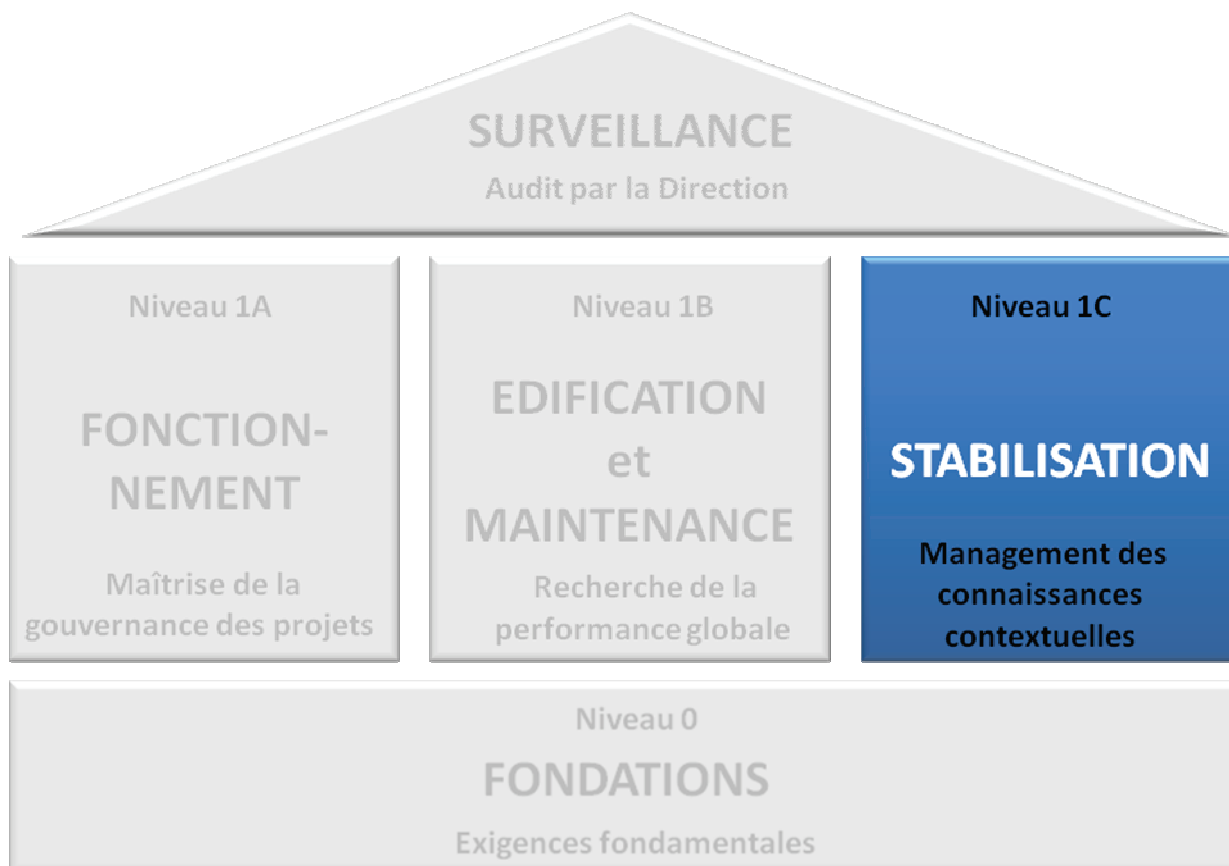 SURVEILLANCE
Audit par la Direction
Niveau 1A
FONCTION-
NEMENT
Maîtrise de la
gouvernance des projets
Niveau 1B
EDIFICATION
et
MAINTENANCE
Recherche de la
performance globale
Niveau 1C
STABILISATION
Management des
connaissances
contextuelles
Niveau 0
FONDATIONS
Exigences fondamentales